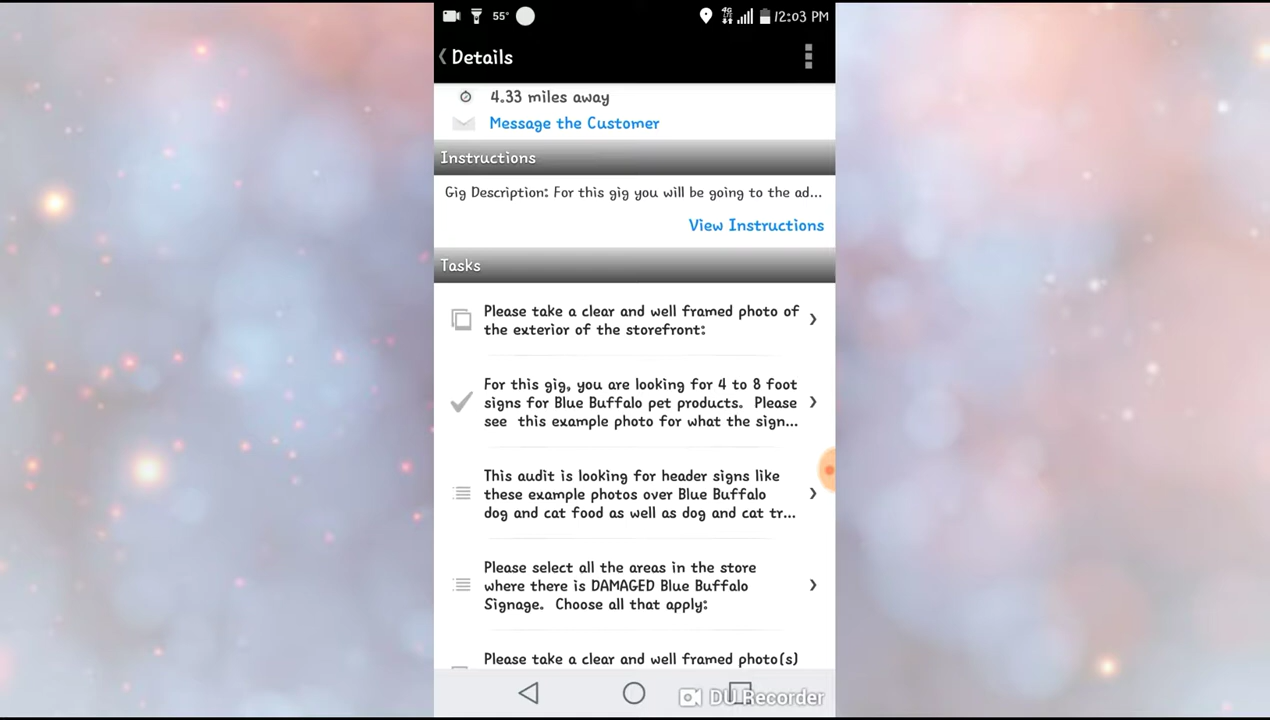 55°
4G LTE
12:03 PM
Details
4.33 miles away
Message the Customer
Instructions
Gig Description: For this gig you will be going to the ad...
View Instructions
Tasks
Please take a clear and well framed photo of
the exterior of the storefront:
For this gig, you are looking for 4 to 8 foot
signs for Blue Buffalo pet products. Please
see this example photo for what the sign...
This audit is looking for header signs like
these example photos over Blue Buffalo
dog and cat food as well as dog and cat tr...
Please select all the areas in the store
where there is DAMAGED Blue Buffalo
Signage. Choose all that apply:
Please take a clear and well framed photo(s)
DU Recorder